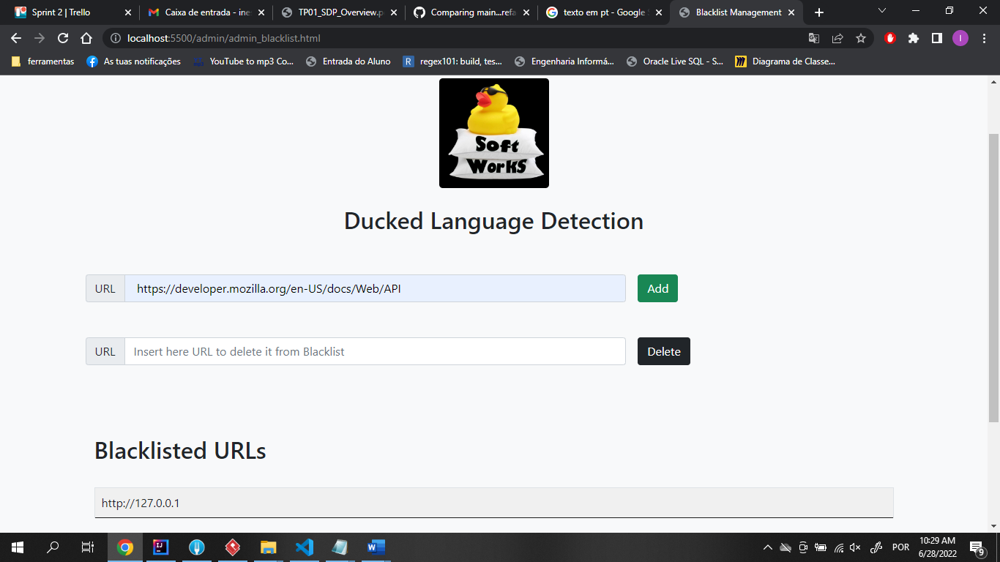 Sprint 2 | Trello
Caixa de entrada - ine
TP01_SDP_Overview.p
Comparing main...refa
texto em pt - Google S
Blacklist Management
localhost:5500/admin/admin_blacklist.html
I
ferramentas
As tuas notificações
YouTube to mp3 Co...
Entrada do Aluno
R
regex101: build, tes...
Engenharia Informá...
Oracle Live SQL - S...
Diagrama de Classe...
Soft
WorkS
Ducked Language Detection
URL
https://developer.mozilla.org/en-US/docs/Web/API
Add
URL
Insert here URL to delete it from Blacklist
Delete
Blacklisted URLs
http://127.0.0.1
POR
10:29 AM
6/28/2022
9